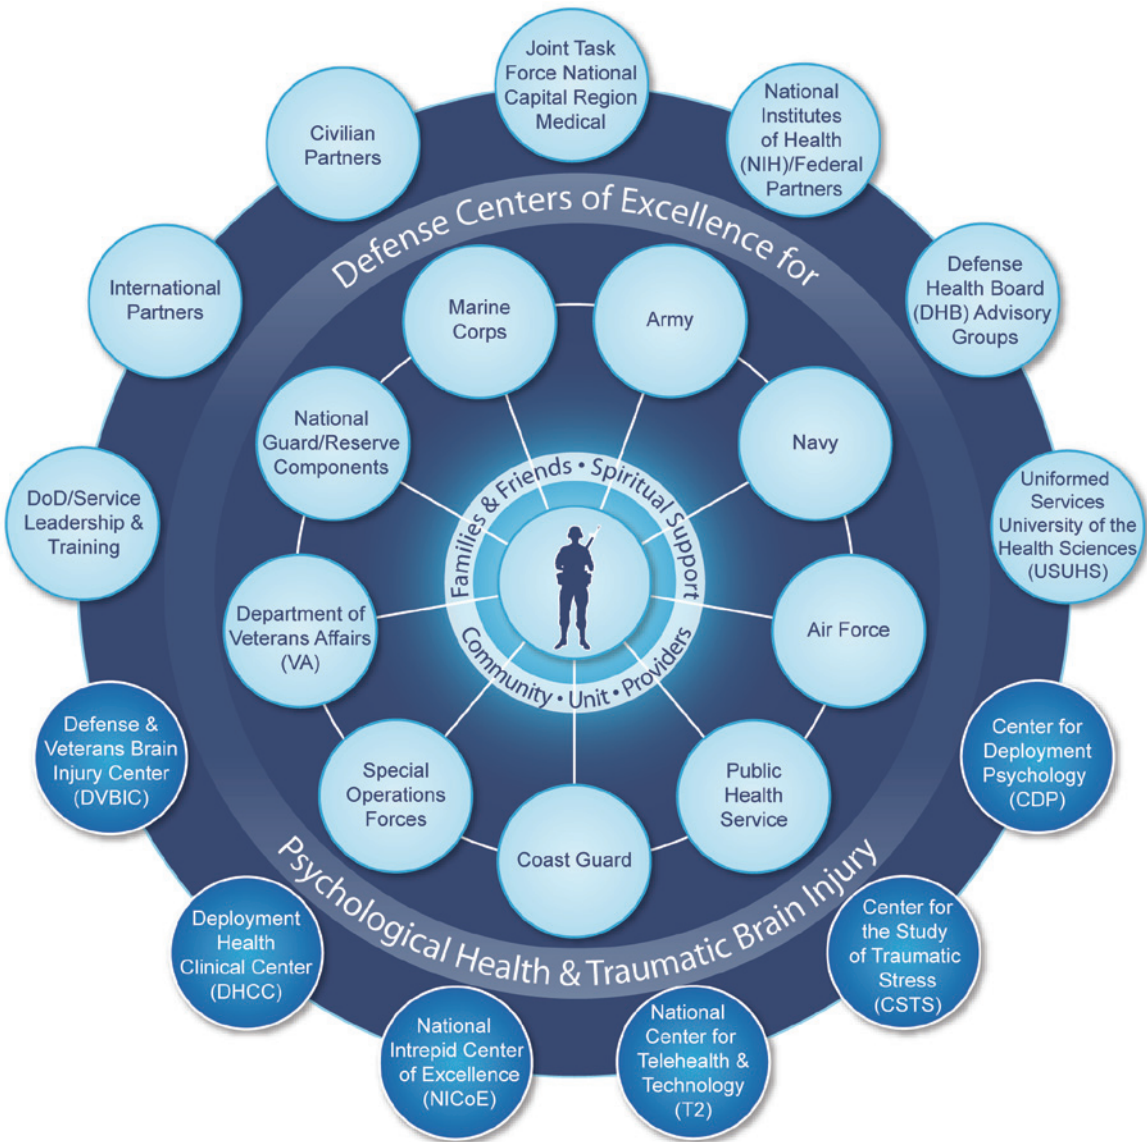 Joint Task
Force National
Capital Region
Medical
National
Institutes
of Health
(NIH)/Federal
Partners
Defense
Health Board
(DHB) Advisory
Groups
Uniformed
Services
University of the
Health Sciences
(USUHS)
Center for
Deployment
Psychology
(CDP)
Center for
the Study
of Traumatic
Stress
(CSTS)
National
Center for
Telehealth &
Technology
(T2)
National
Intrepid Center
of Excellence
(NICoE)
Deployment
Health
Clinical Center
(DHCC)
Defense &
Veterans Brain
Injury Center
(DVBIC)
DoD/Service
Leadership &
Training
International
Partners
Civilian
Partners
Defense Centers of Excellence for
Psychological Health & Traumatic Brain Injury
Marine
Corps
Army
Navy
Air Force
Public
Health
Service
Coast Guard
Special
Operations
Forces
Department of
Veterans Affairs
(VA)
National
Guard/Reserve
Components
Families & Friends • Spiritual Support
Community • Unit • Providers